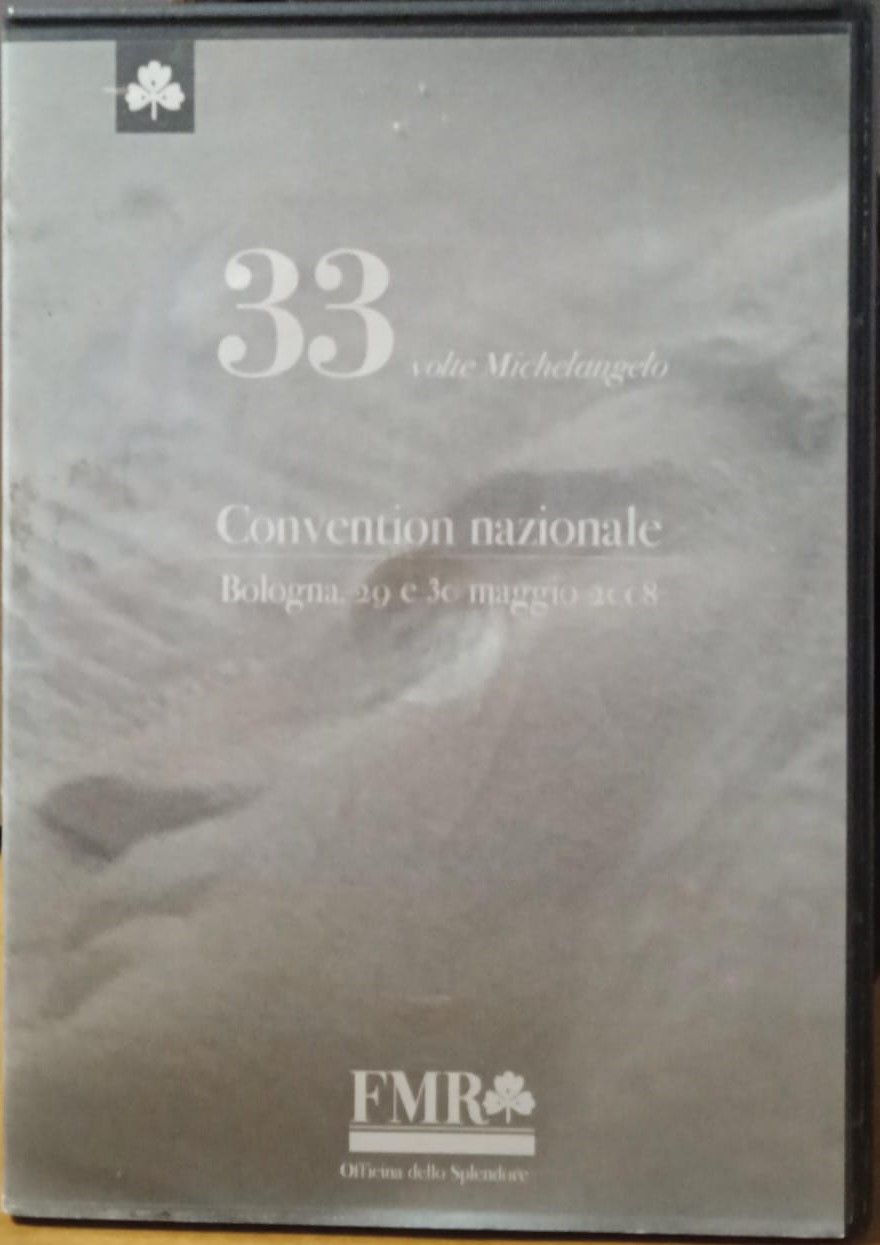 33 volte Michelangelo
Convention nazionale
Bologna, 29 e 30 maggio 2008
FMR
Officina dello Splendore